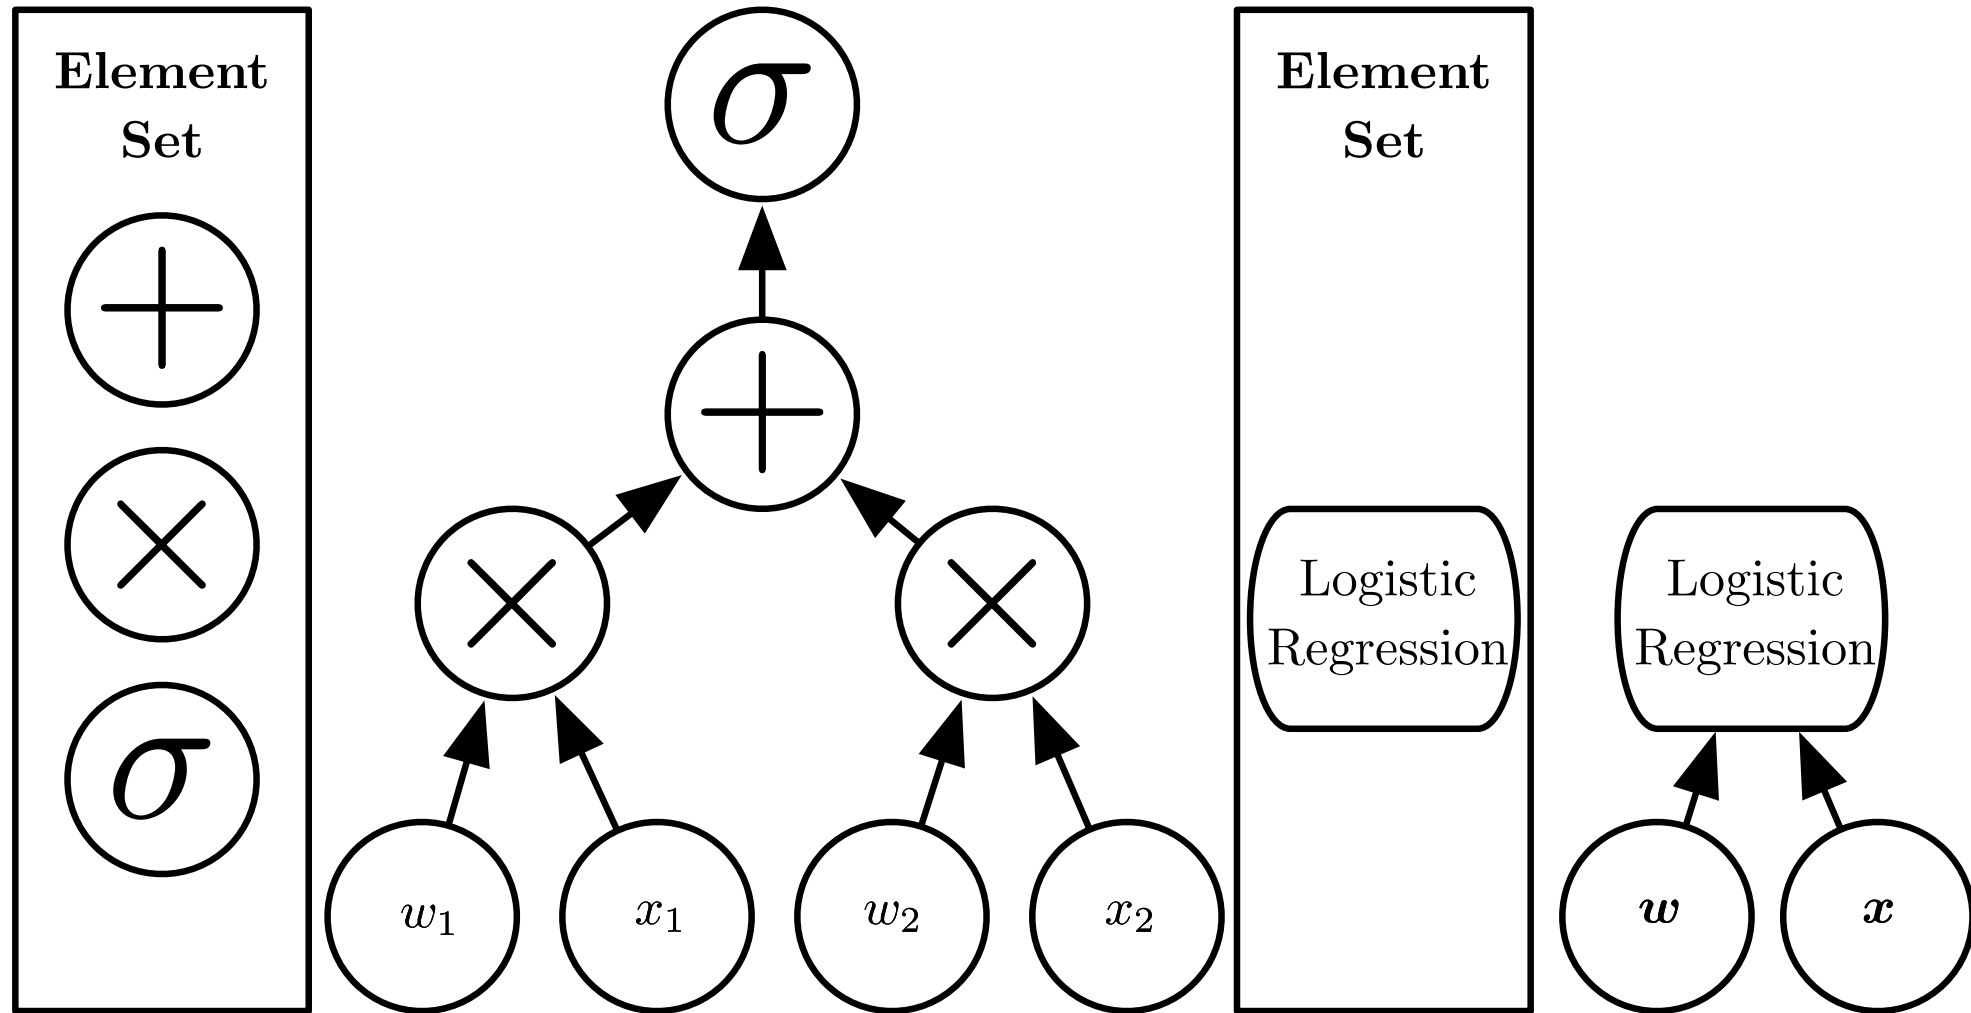 Element
Set
+
×
σ
σ
+
×
×
w₁
x₁
w₂
x₂
Element
Set
Logistic
Regression
Logistic
Regression
w
x